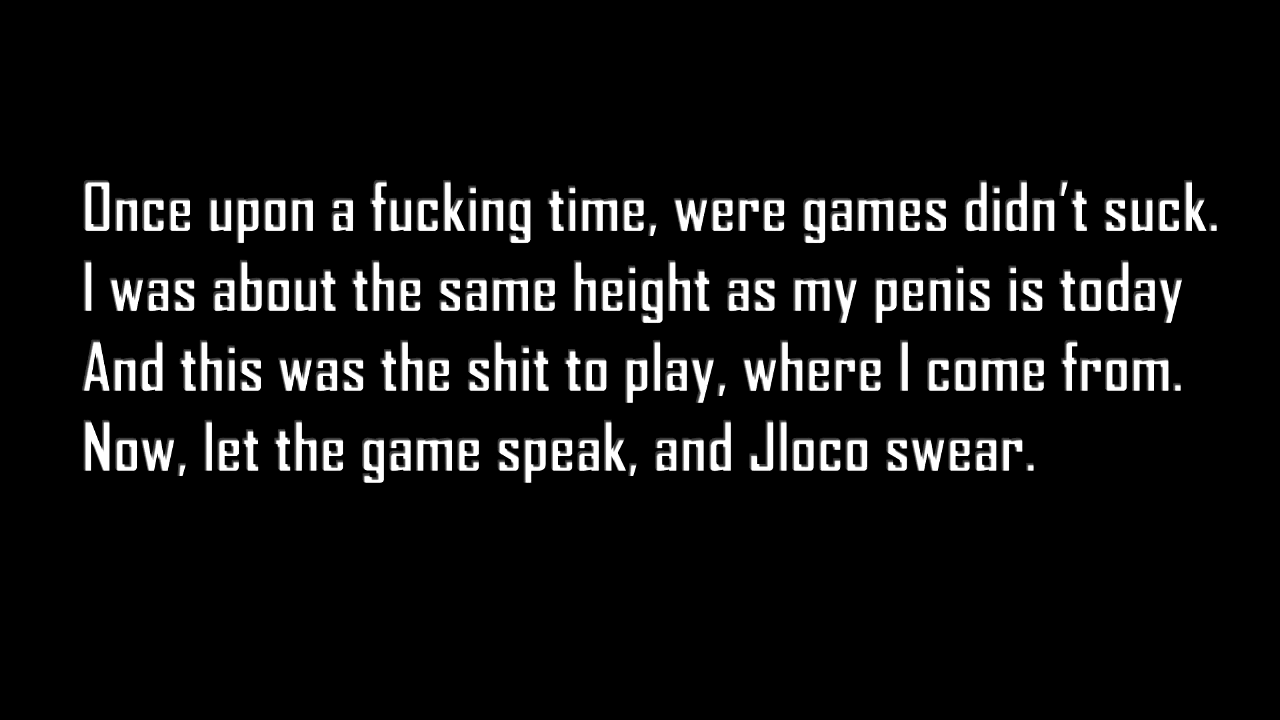 Once upon a fucking time, were games didn’t suck.
I was about the same height as my penis is today
And this was the shit to play, where I come from.
Now, let the game speak, and Jloco swear.